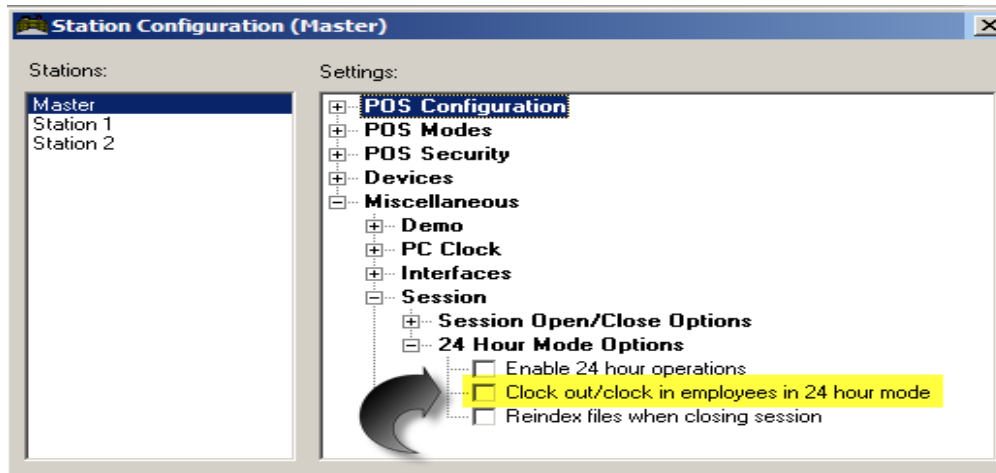 Station Configuration (Master)
Stations:
Master
Station 1
Station 2
Settings:
POS Configuration
POS Modes
POS Security
Devices
Miscellaneous
Demo
PC Clock
Interfaces
Session
Session Open/Close Options
24 Hour Mode Options
Enable 24 hour operations
Clock out/clock in employees in 24 hour mode
Reindex files when closing session